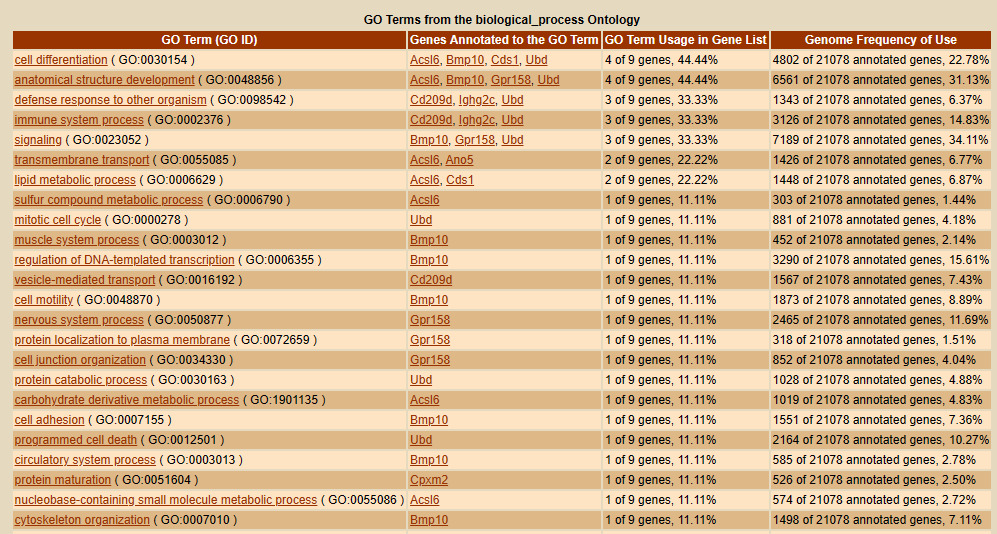 GO Terms from the biological_process Ontology
GO Term (GO ID) Genes Annotated to the GO Term GO Term Usage in Gene List Genome Frequency of Use
cell differentiation ( GO:0030154 ) Acsl6, Bmp10, Cds1, Ubd 4 of 9 genes, 44.44% 4802 of 21078 annotated genes, 22.78%
anatomical structure development ( GO:0048856 ) Acsl6, Bmp10, Gpr158, Ubd 4 of 9 genes, 44.44% 6561 of 21078 annotated genes, 31.13%
defense response to other organism ( GO:0098542 ) Cd209d, Ighg2c, Ubd 3 of 9 genes, 33.33% 1343 of 21078 annotated genes, 6.37%
immune system process ( GO:0002376 ) Cd209d, Ighg2c, Ubd 3 of 9 genes, 33.33% 3126 of 21078 annotated genes, 14.83%
signaling ( GO:0023052 ) Bmp10, Gpr158, Ubd 3 of 9 genes, 33.33% 7189 of 21078 annotated genes, 34.11%
transmembrane transport ( GO:0055085 ) Acsl6, Ano5 2 of 9 genes, 22.22% 1426 of 21078 annotated genes, 6.77%
lipid metabolic process ( GO:0006629 ) Acsl6, Cds1 2 of 9 genes, 22.22% 1448 of 21078 annotated genes, 6.87%
sulfur compound metabolic process ( GO:0006790 ) Acsl6 1 of 9 genes, 11.11% 303 of 21078 annotated genes, 1.44%
mitotic cell cycle ( GO:0000278 ) Ubd 1 of 9 genes, 11.11% 881 of 21078 annotated genes, 4.18%
muscle system process ( GO:0003012 ) Bmp10 1 of 9 genes, 11.11% 452 of 21078 annotated genes, 2.14%
regulation of DNA-templated transcription ( GO:0006355 ) Bmp10 1 of 9 genes, 11.11% 3290 of 21078 annotated genes, 15.61%
vesicle-mediated transport ( GO:0016192 ) Cd209d 1 of 9 genes, 11.11% 1567 of 21078 annotated genes, 7.43%
cell motility ( GO:0048870 ) Bmp10 1 of 9 genes, 11.11% 1873 of 21078 annotated genes, 8.89%
nervous system process ( GO:0050877 ) Gpr158 1 of 9 genes, 11.11% 2465 of 21078 annotated genes, 11.69%
protein localization to plasma membrane ( GO:0072659 ) Gpr158 1 of 9 genes, 11.11% 318 of 21078 annotated genes, 1.51%
cell junction organization ( GO:0034330 ) Gpr158 1 of 9 genes, 11.11% 852 of 21078 annotated genes, 4.04%
protein catabolic process ( GO:0030163 ) Ubd 1 of 9 genes, 11.11% 1028 of 21078 annotated genes, 4.88%
carbohydrate derivative metabolic process ( GO:1901135 ) Acsl6 1 of 9 genes, 11.11% 1019 of 21078 annotated genes, 4.83%
cell adhesion ( GO:0007155 ) Bmp10 1 of 9 genes, 11.11% 1551 of 21078 annotated genes, 7.36%
programmed cell death ( GO:0012501 ) Ubd 1 of 9 genes, 11.11% 2164 of 21078 annotated genes, 10.27%
circulatory system process ( GO:0003013 ) Bmp10 1 of 9 genes, 11.11% 585 of 21078 annotated genes, 2.78%
protein maturation ( GO:0051604 ) Cpxm2 1 of 9 genes, 11.11% 526 of 21078 annotated genes, 2.50%
nucleobase-containing small molecule metabolic process ( GO:0055086 ) Acsl6 1 of 9 genes, 11.11% 574 of 21078 annotated genes, 2.72%
cytoskeleton organization ( GO:0007010 ) Bmp10 1 of 9 genes, 11.11% 1498 of 21078 annotated genes, 7.11%